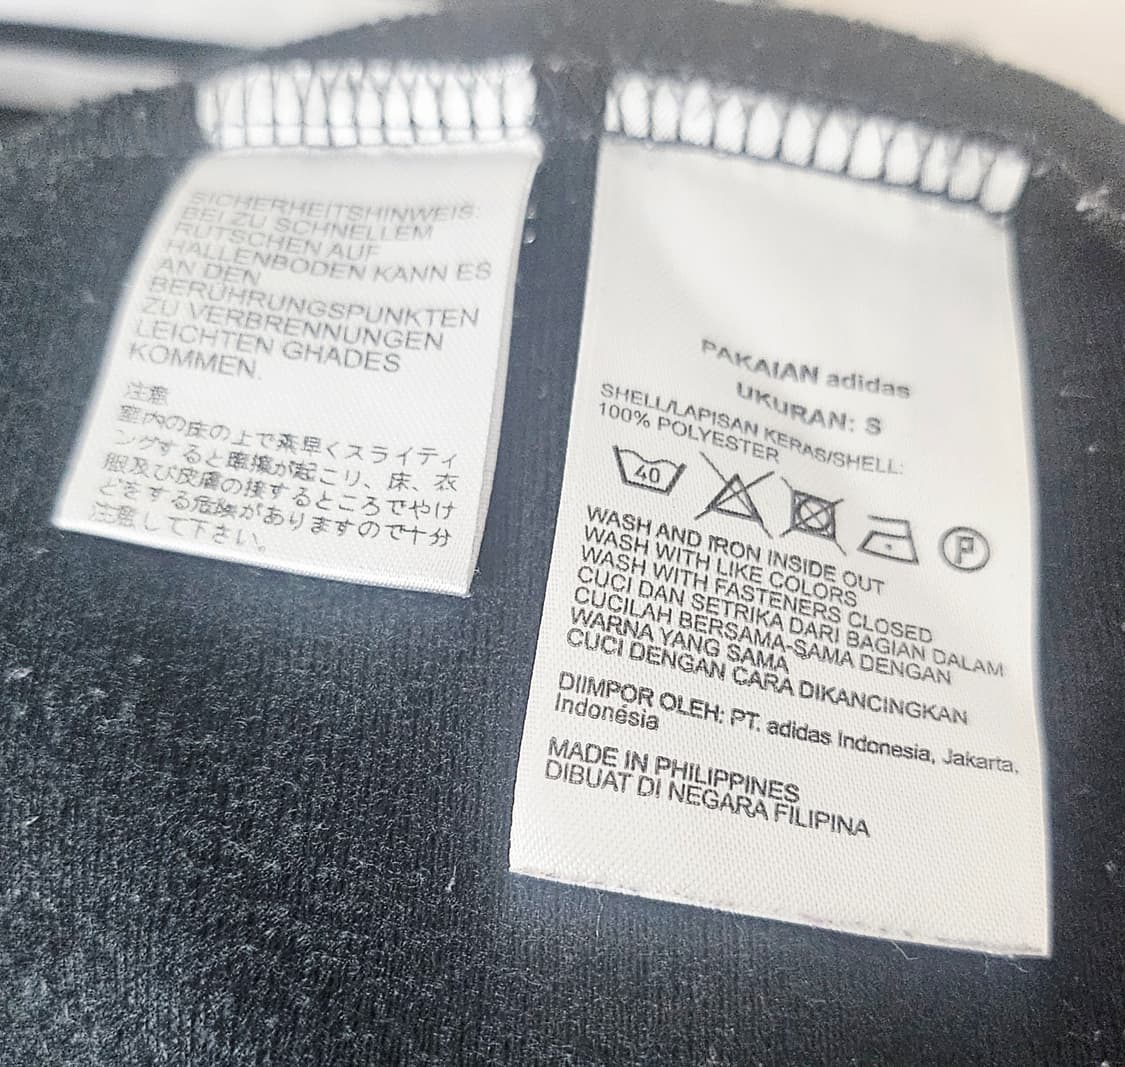 SICHERHEITSHINWEIS:
BEI ZU SCHNELLEM
RUTSCHEN AUF
HALLENBODEN KANN ES
AN DEN
BERÜHRUNGSPUNKTEN
ZU VERBRENNUNGEN
LEICHTEN GHADES
KOMMEN.
注意
室内の床の上で素早くスライディ
ングすると摩擦が起こり、床、衣
服及び皮膚の接するところでやけ
どをする危険がありますので十分
注意して下さい。
PAKAIAN adidas
UKURAN: S
SHELL/LAPISAN KERAS/SHELL:
100% POLYESTER
40
P
WASH AND IRON INSIDE OUT
WASH WITH LIKE COLORS
WASH WITH FASTENERS CLOSED
CUCI DAN SETRIKA DARI BAGIAN DALAM
CUCILAH BERSAMA-SAMA DENGAN
WARNA YANG SAMA
CUCI DENGAN CARA DIKANCINGKAN
DIIMPOR OLEH: PT. adidas Indonesia, Jakarta,
Indonésia
MADE IN PHILIPPINES
DIBUAT DI NEGARA FILIPINA